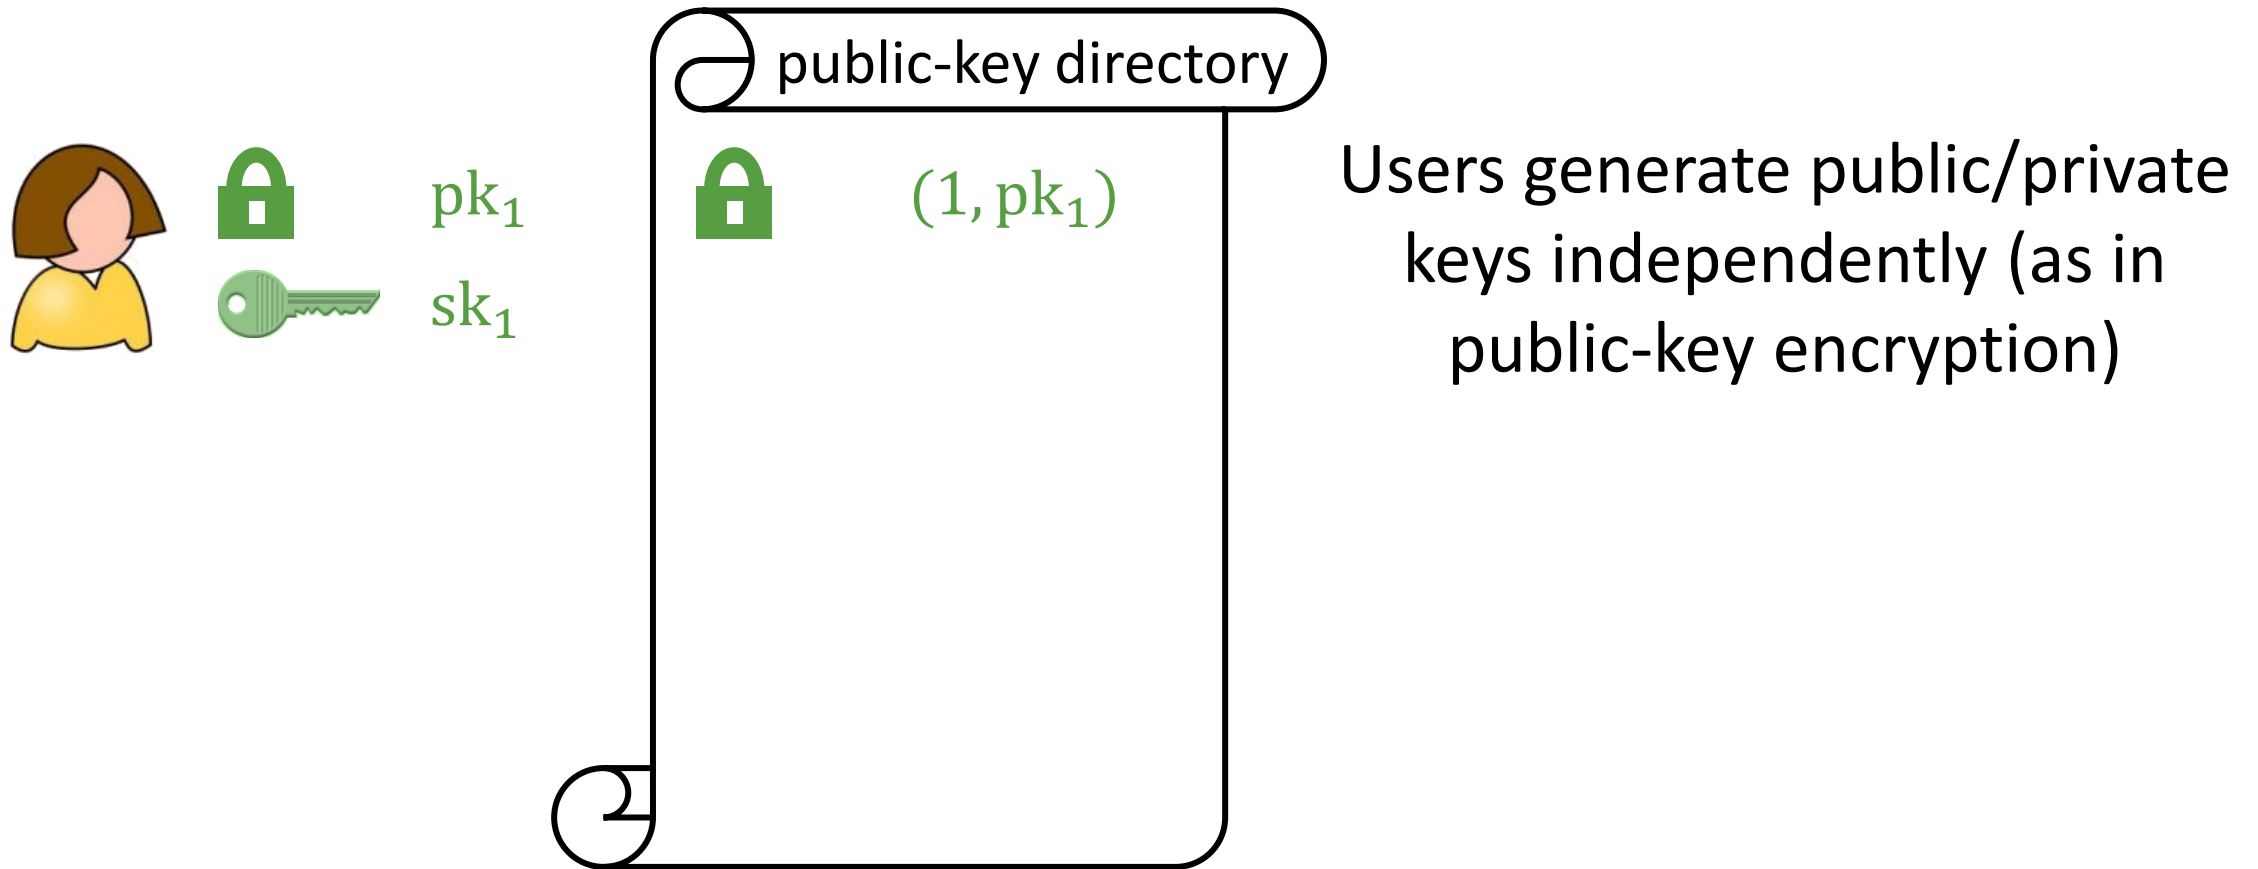 public-key directory
pk₁
sk₁
(1, pk₁)
Users generate public/private
keys independently (as in
public-key encryption)